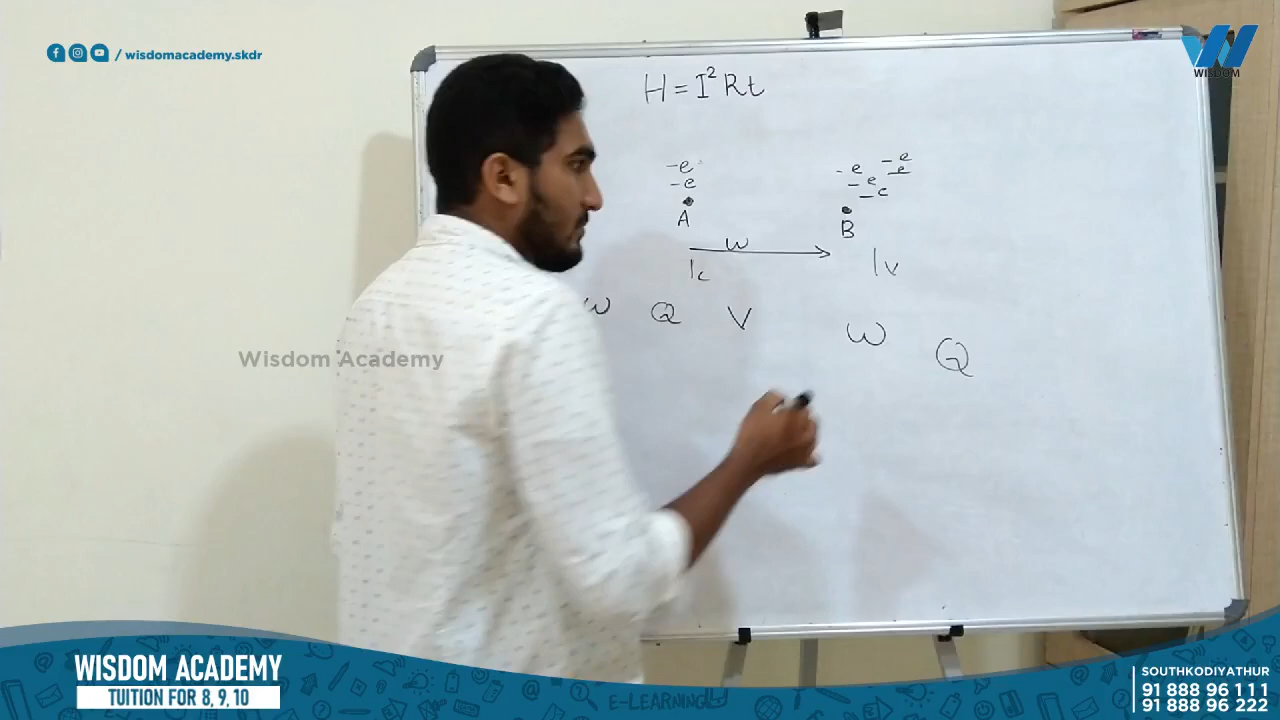 / wisdomacademy.skdr
WISDOM
H = I² Rt
-e
-e
A
-e -e
-e -e
-e
B
W
1c
1v
W Q V
W Q
Wisdom Academy
WISDOM ACADEMY
TUITION FOR 8, 9, 10
E-LEARNING
SOUTHKODIYATHUR
91 888 96 111
91 888 96 222